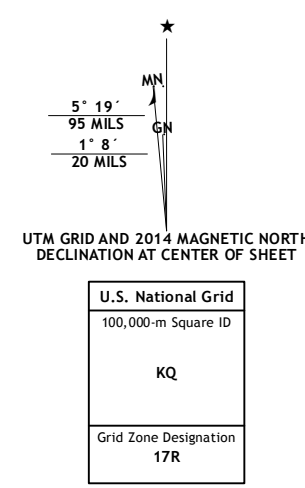 ★
MN
5° 19´
95 MILS
GN
1° 8´
20 MILS
UTM GRID AND 2014 MAGNETIC NORTH
DECLINATION AT CENTER OF SHEET
U.S. National Grid
100,000-m Square ID
KQ
Grid Zone Designation
17R